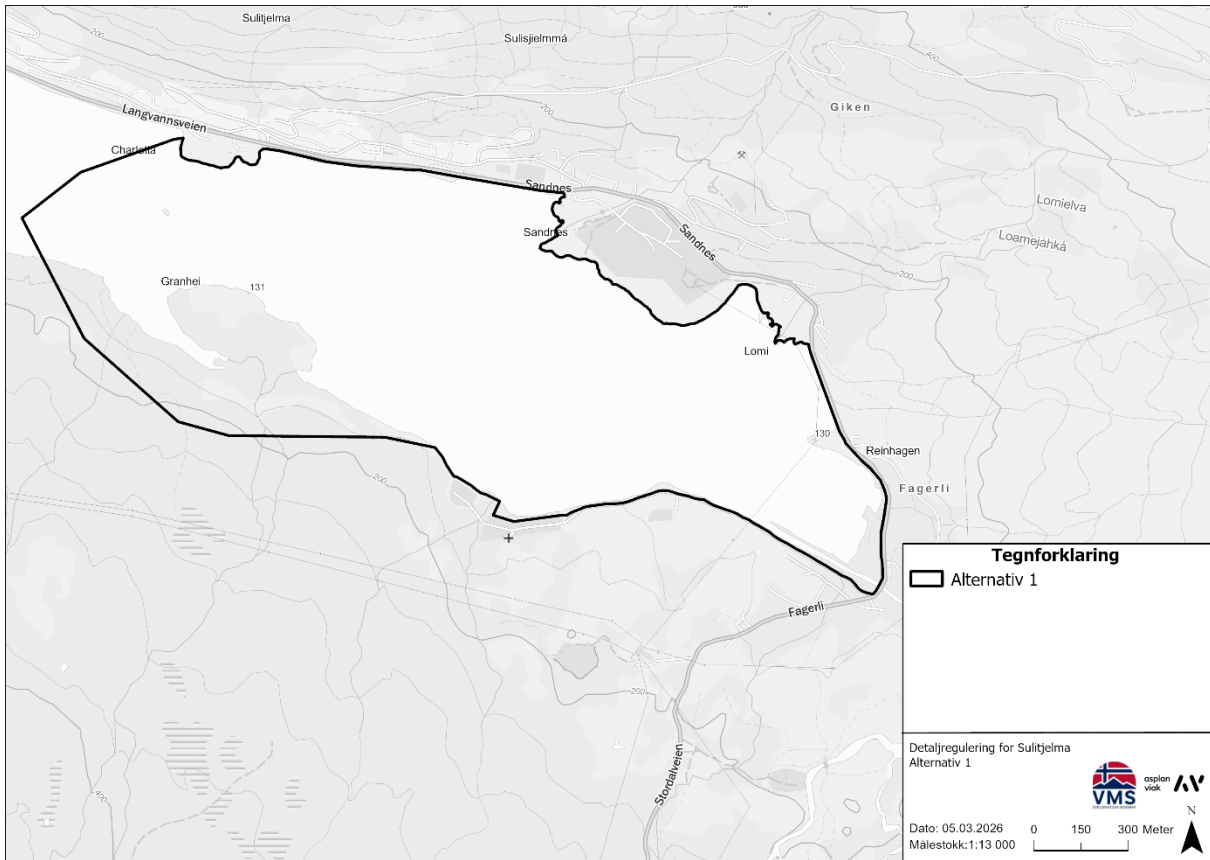 Sulitjelma
Sulisjielmmá
200
400
Langvannsveien
200
Giken
Charlotta
Sandnes
Lomielva
Sandnes
Sandnes
Loamejåhkå
200
Granhei
131
Lomi
130
Reinhagen
Fagerli
200
Fagerli
200
Stordalveien
400
Tegnforklaring
Alternativ 1
Detaljregulering for Sulitjelma
Alternativ 1
VMS
asplan
viak
N
Dato: 05.03.2026
0 150 300 Meter
Målestokk:1:13 000